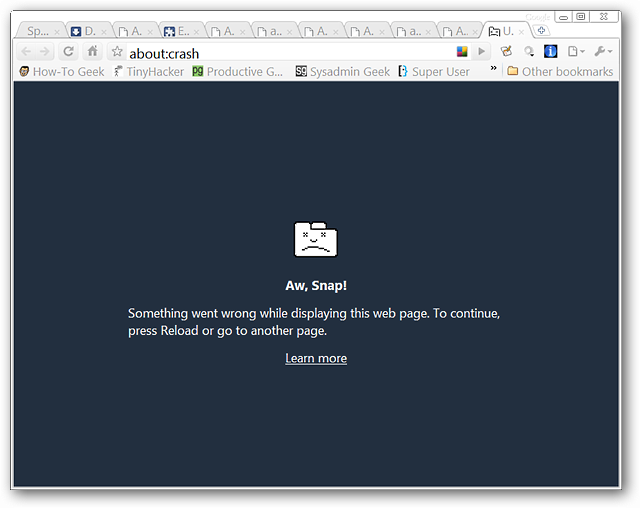 Google
Sp... D. A. E. A. a. A. A. a. A. U.
about:crash
How-To Geek TinyHacker Productive G... Sysadmin Geek Super User » Other bookmarks
Aw, Snap!
Something went wrong while displaying this web page. To continue,
press Reload or go to another page.
Learn more